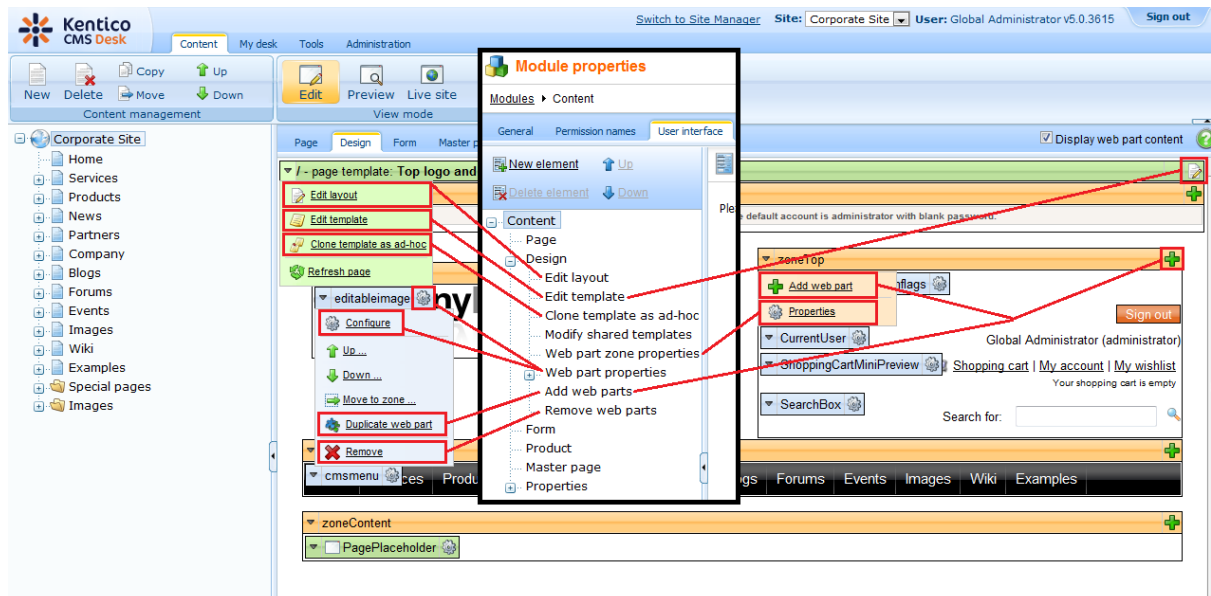 Kentico
CMS Desk
Switch to Site Manager Site: Corporate Site User: Global Administrator v5.0.3615 Sign out
Content My desk Tools Administration
New Delete Copy Move Up Down
Content management
Edit Preview Live site
View mode
Module properties
Modules Content
General Permission names User interface
New element Up
Delete element Down
Content
Page
Design
Edit layout
Edit template
Clone template as ad-hoc
Modify shared templates
Web part zone properties
Web part properties
Add web parts
Remove web parts
Form
Product
Master page
Properties
Corporate Site
Home
Services
Products
News
Partners
Company
Blogs
Forums
Events
Images
Wiki
Examples
Special pages
Images
Page Design Form Master p
Display web part content
/ - page template: Top logo and
Edit layout
Edit template
Clone template as ad-hoc
Refresh page
Ple
default account is administrator with blank password.
editableimage
Configure
Up ...
Down ...
Move to zone ...
Duplicate web part
Remove
zoneTop
Add web part
Properties
nflags
Sign out
CurrentUser
Global Administrator (administrator)
ShoppingCartMiniPreview
Shopping cart | My account | My wishlist
Your shopping cart is empty
SearchBox
Search for:
cmsmenu
ces Produ
gs Forums Events Images Wiki Examples
zoneContent
PagePlaceholder